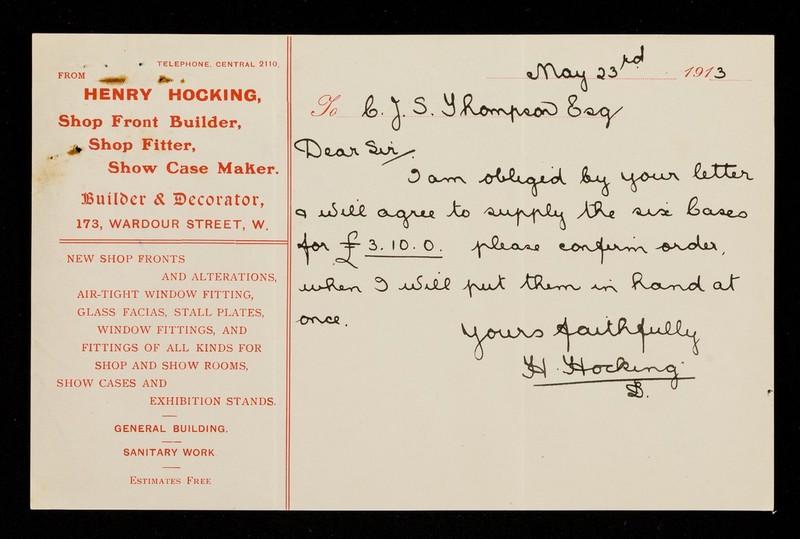 TELEPHONE, CENTRAL 2110.
FROM
HENRY HOCKING,
Shop Front Builder,
Shop Fitter,
Show Case Maker.
Builder & Decorator,
173, WARDOUR STREET, W.
NEW SHOP FRONTS
AND ALTERATIONS,
AIR-TIGHT WINDOW FITTING,
GLASS FACIAS, STALL PLATES,
WINDOW FITTINGS, AND
FITTINGS OF ALL KINDS FOR
SHOP AND SHOW ROOMS,
SHOW CASES AND
EXHIBITION STANDS.
GENERAL BUILDING.
SANITARY WORK
ESTIMATES FREE
May 23rd 1913
To C. J. S. Thompson Esq
Dear Sir,
I am obliged by your letter
& will agree to supply the six Cases
for £3.10.0. please confirm order,
when I will put them in hand at
once.
Yours faithfully
H. Hocking